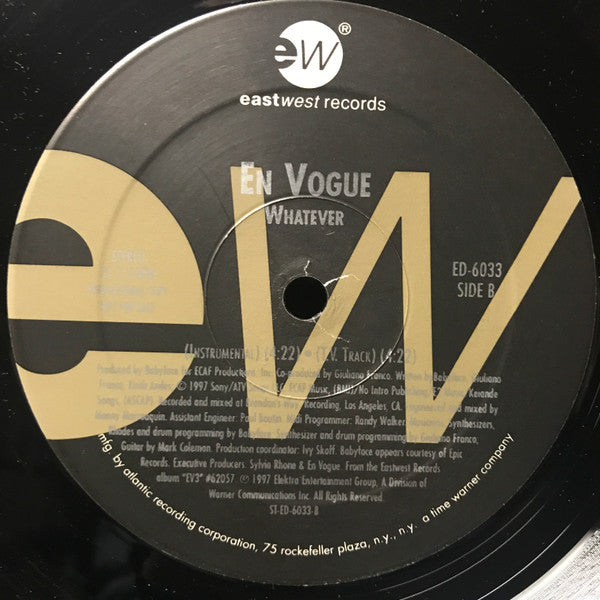 ew®
eastwest records
ew
EN VOGUE
WHATEVER
STEREO
ED-6033
SIDE B
(INSTRUMENTAL) (4:22) • (T.V. TRACK) (4:22)
Produced by Babyface for ECAF Productions, Inc. Co-produced by Giuliano Franco. Written by Babyface, Giuliano
Franco, © 1997 Sony/ATV ECAF Music, (BMI)/No Intro Publishing
Songs, (ASCAP). Recorded and mixed at Brandon's Way Recording, Los Angeles, CA. Engineered and mixed by
Manny Marroquin. Assistant Engineer: Paul Boutin. Midi Programmer: Randy Walker. synthesizers,
Rhodes and drum programming by Babyface. Synthesizer and drum programming by Giuliano Franco,
Guitar by Mark Coleman. Production coordinator: Ivy Skoff. Babyface appears courtesy of Epic
Records. Executive Producers: Sylvia Rhone & En Vogue. From the Eastwest Records
album "EV3" #62057 ℗ 1997 Elektra Entertainment Group, A Division of
Warner Communications Inc. All Rights Reserved.
ST-ED-6033-B
mfg. by atlantic recording corporation, 75 rockefeller plaza, n.y., n.y. a time warner company